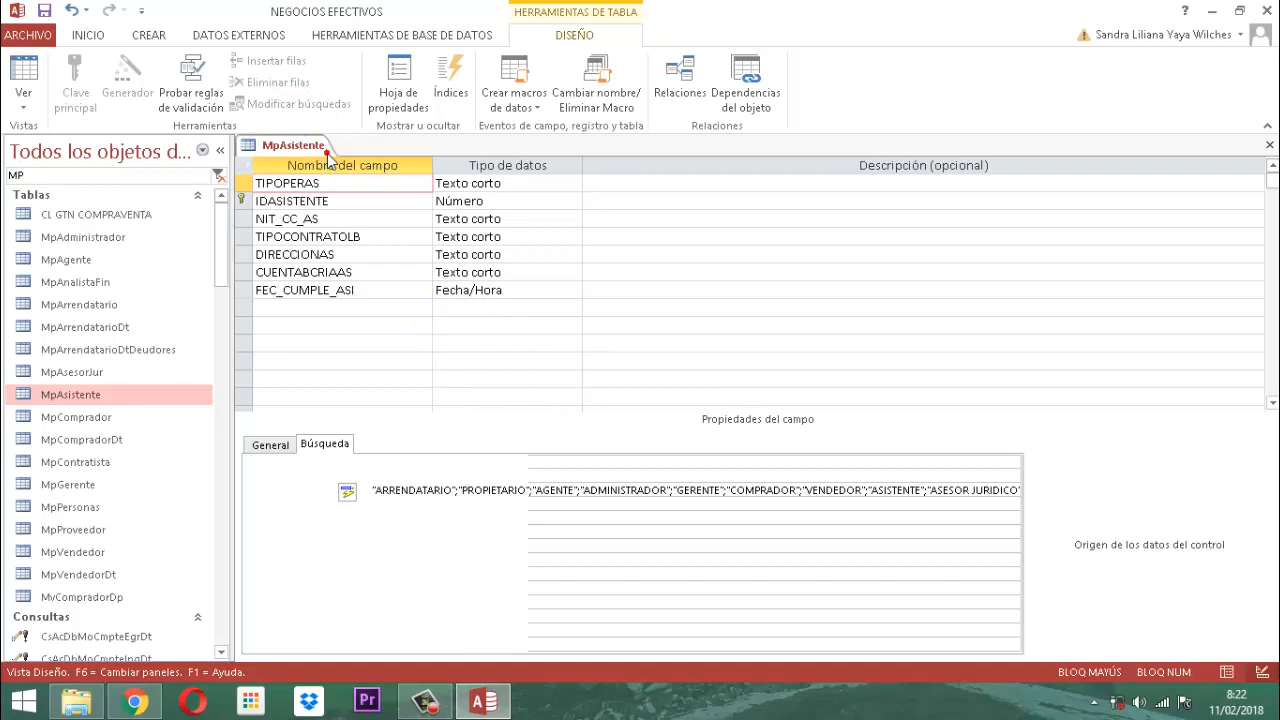 NEGOCIOS EFECTIVOS
HERRAMIENTAS DE TABLA
?
ARCHIVO INICIO CREAR DATOS EXTERNOS HERRAMIENTAS DE BASE DE DATOS DISEÑO
Sandra Liliana Yaya Wilches
Ver
Clave principal
Generador
Probar reglas de validación
Insertar filas
Eliminar filas
Modificar búsquedas
Hoja de propiedades
Índices
Crear macros de datos
Cambiar nombre/ Eliminar Macro
Relaciones
Dependencias del objeto
Vistas Herramientas Mostrar u ocultar Eventos de campo, registro y tabla Relaciones
Todos los objetos d... «
MP
Tablas
CL GTN COMPRAVENTA
MpAdministrador
MpAgente
MpAnalistaFin
MpArrendatario
MpArrendatarioDt
MpArrendatarioDtDeudores
MpAsesorJur
MpAsistente
MpComprador
MpCompradorDt
MpContratista
MpGerente
MpPersonas
MpProveedor
MpVendedor
MpVendedorDt
MvCompradorDp
Consultas
CsAcDbMoCmpteEgrDt
CsAcDbMoCmpteIngDt
MpAsistente
Nombre del campo Tipo de datos Descripción (opcional)
TIPOPERAS Texto corto
IDASISTENTE Número
NIT_CC_AS Texto corto
TIPOCONTRATOLB Texto corto
DIRECCIONAS Texto corto
CUENTABCRIAAS Texto corto
FEC_CUMPLE_ASI Fecha/Hora
Propiedades del campo
General Búsqueda
"ARRENDATARIO";"PROPIETARIO";"AGENTE";"ADMINISTRADOR";"GERENTE";"COMPRADOR";"VENDEDOR";"ASISTENTE";"ASESOR JURIDICO"
Origen de los datos del control
Vista Diseño. F6 = Cambiar paneles. F1 = Ayuda.
BLOQ MAYÚS BLOQ NUM
Pr
8:22
11/02/2018